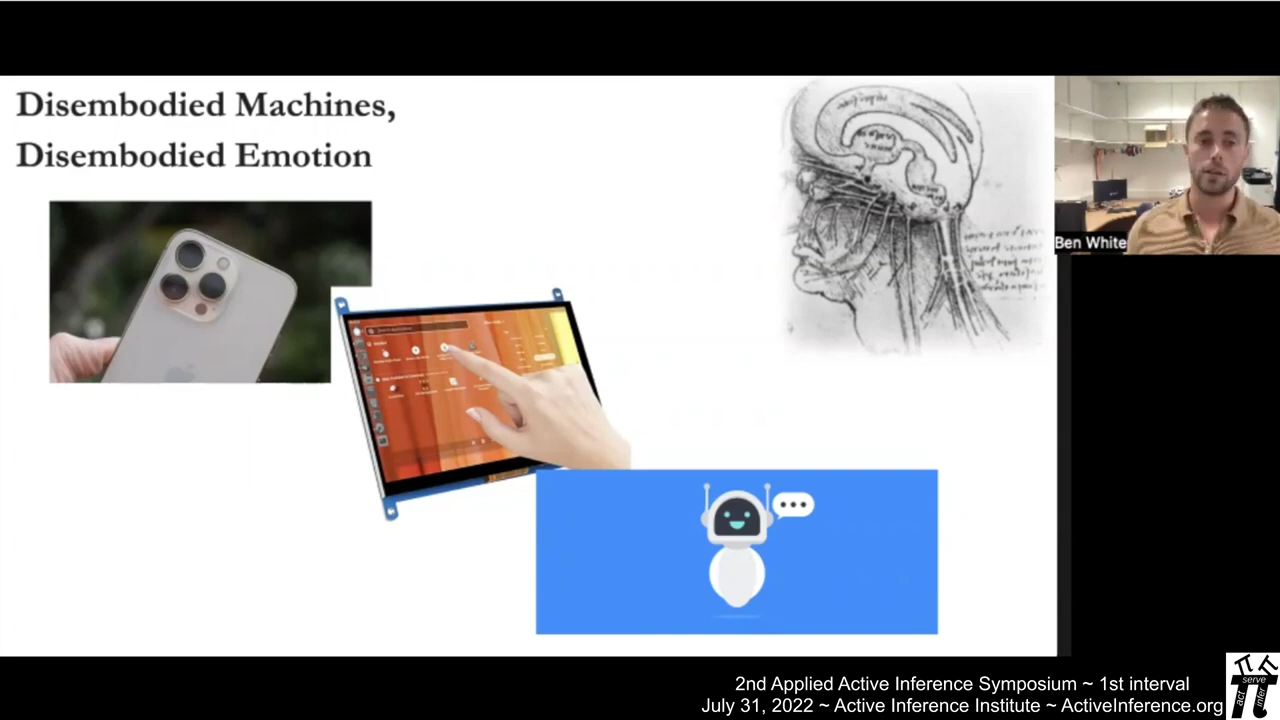 Disembodied Machines,
Disembodied Emotion
Ben White
2nd Applied Active Inference Symposium ~ 1st interval
July 31, 2022 ~ Active Inference Institute ~ ActiveInference.org
serve
act
infer